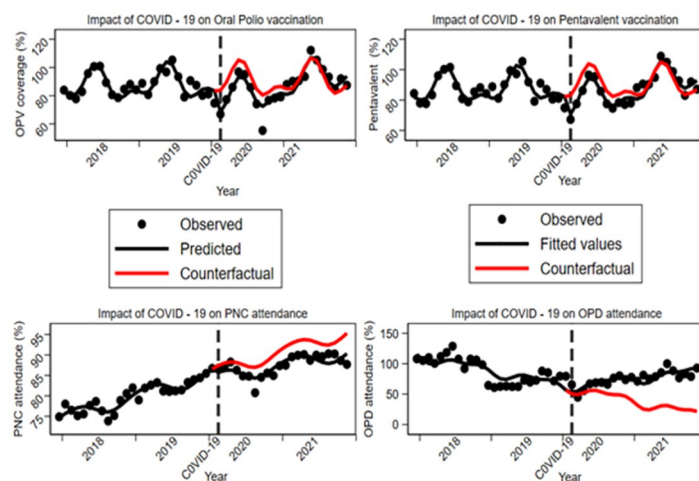 Impact of COVID - 19 on Oral Polio vaccination
OPV coverage (%)
120
100
80
60
2018
2019
COVID-19
2020
2021
Year
Impact of COVID - 19 on Pentavalent vaccination
Pentavalent (%)
120
100
80
60
2018
2019
COVID-19
2020
2021
Year
Observed
Predicted
Counterfactual
Observed
Fitted values
Counterfactual
Impact of COVID - 19 on PNC attendance
PNC attendance (%)
95
90
85
80
75
2018
2019
COVID-19
2020
2021
Year
Impact of COVID - 19 on OPD attendance
OPD attendance (%)
150
100
50
0
2018
2019
COVID-19
2020
2021
Year